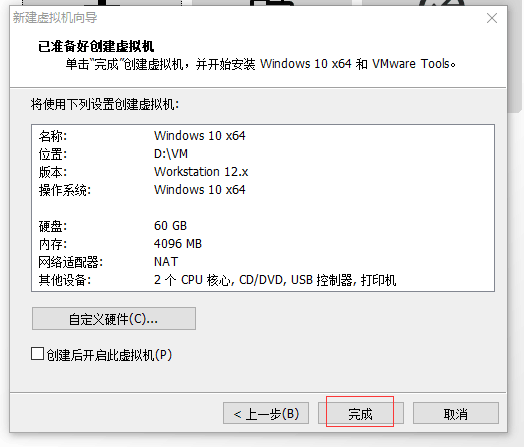 新建虚拟机向导
已准备好创建虚拟机
单击“完成”创建虚拟机，并开始安装 Windows 10 x64 和 VMware Tools。
将使用下列设置创建虚拟机:
名称: Windows 10 x64
位置: D:\VM
版本: Workstation 12.x
操作系统: Windows 10 x64
硬盘: 60 GB
内存: 4096 MB
网络适配器: NAT
其他设备: 2 个 CPU 核心, CD/DVD, USB 控制器, 打印机
自定义硬件(C)...
创建后开启此虚拟机(P)
< 上一步(B) 完成 取消